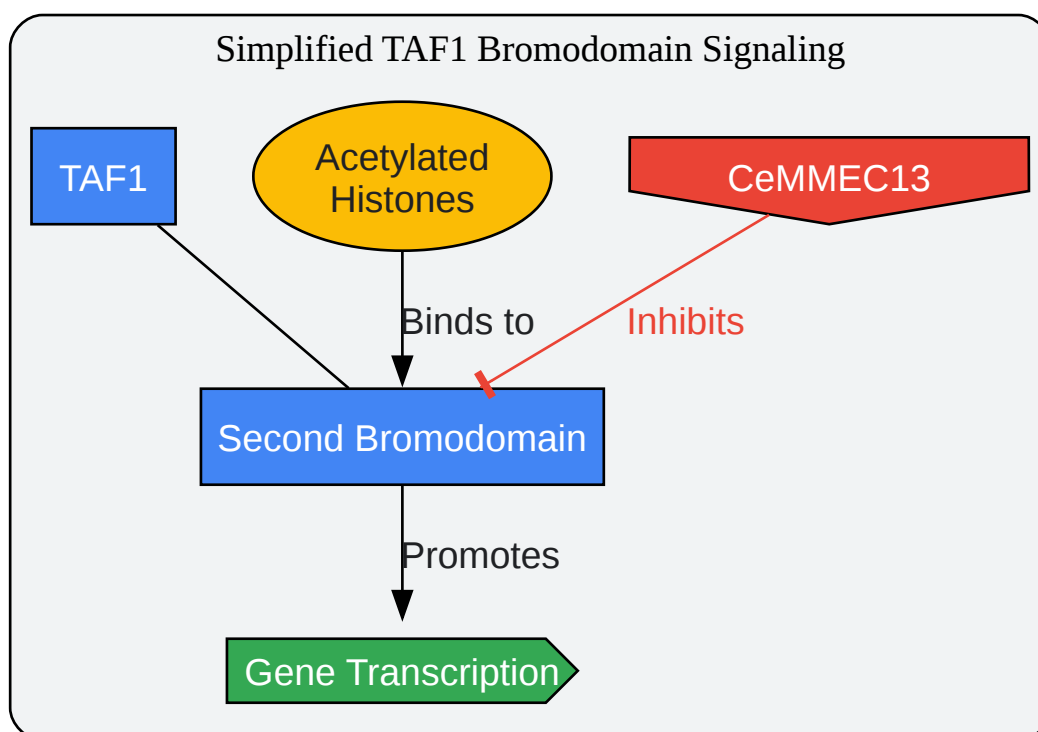 Simplified TAF1 Bromodomain Signaling
TAF1
Acetylated
Histones
CeMMEC13
Binds to
Inhibits
Second Bromodomain
Promotes
Gene Transcription